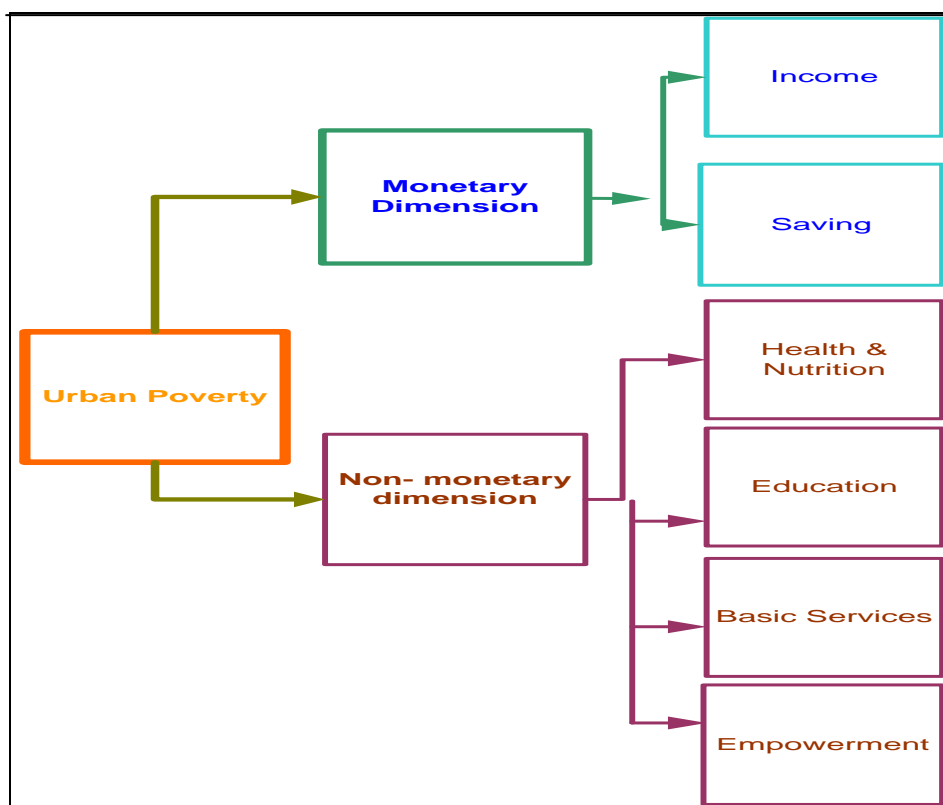 Income
Monetary
Dimension
Saving
Health &
Nutrition
Urban Poverty
Non- monetary
dimension
Education
Basic Services
Empowerment